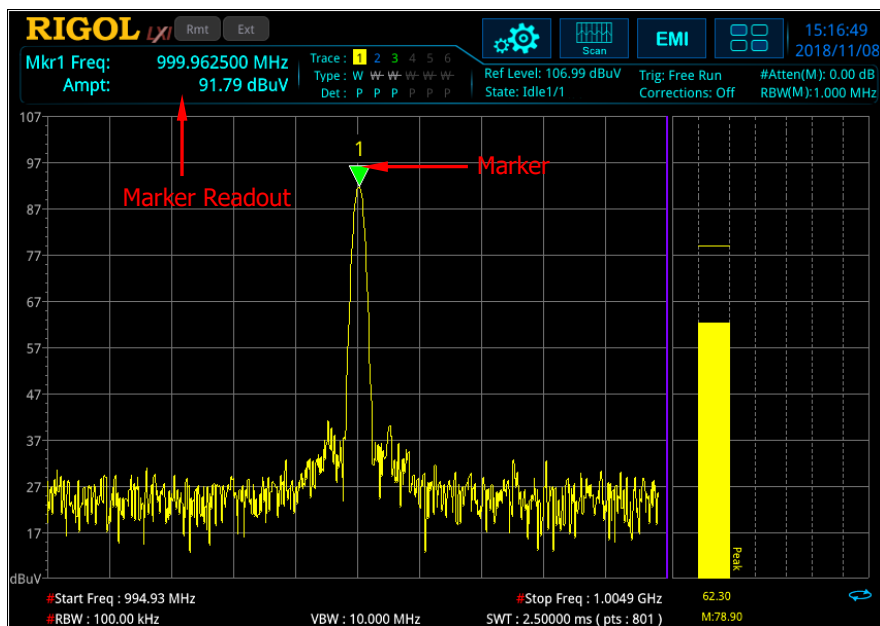 RIGOL LXI Rmt Ext
Scan
EMI
15:16:49
2018/11/08
Mkr1 Freq: 999.962500 MHz
Ampt: 91.79 dBuV
Trace: 1 2 3 4 5 6
Type: W W W W W W
Det: P P P P P P
Ref Level: 106.99 dBuV
State: Idle1/1
Trig: Free Run
Corrections: Off
#Atten(M): 0.00 dB
RBW(M):1.000 MHz
107
1
97
Marker
Marker Readout
87
77
67
57
47
37
27
17
dBuV
Peak
#Start Freq : 994.93 MHz
#Stop Freq : 1.0049 GHz
62.30
#RBW : 100.00 kHz
VBW : 10.000 MHz
SWT : 2.50000 ms ( pts : 801 )
M:78.90